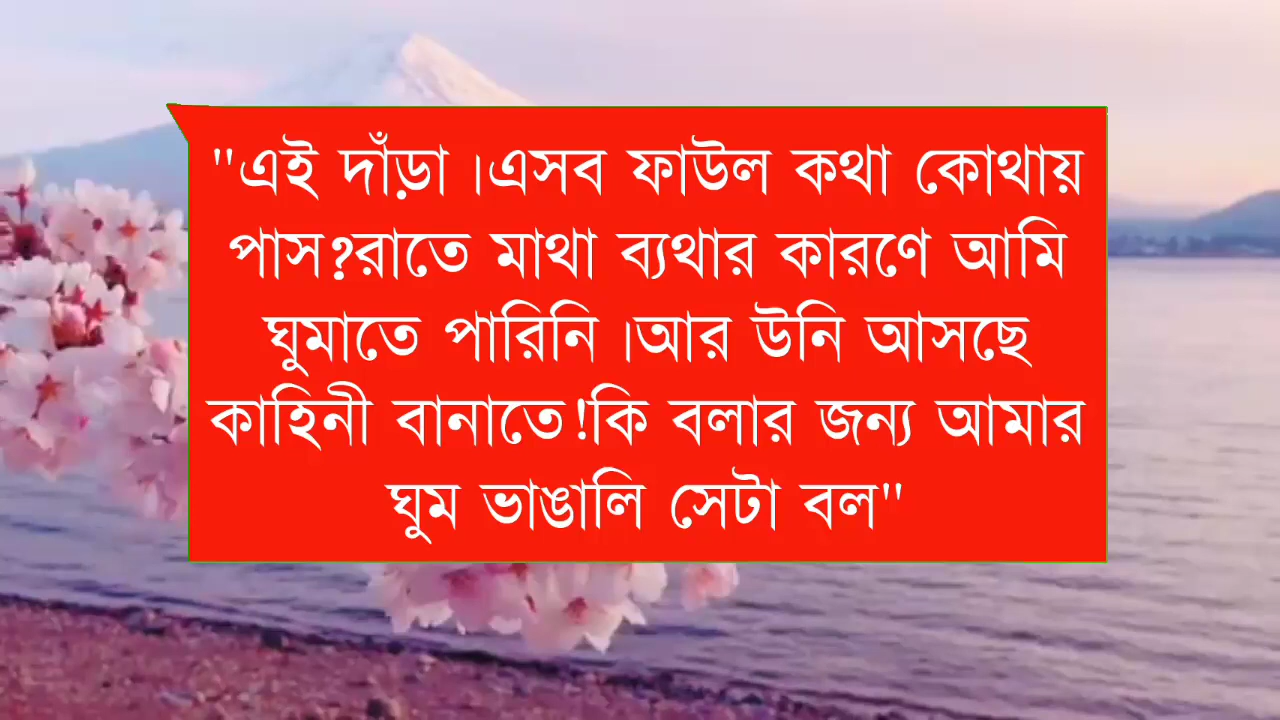 "এই দাঁড়া।এসব ফাউল কথা কোথায়
পাস?রাতে মাথা ব্যথার কারণে আমি
ঘুমাতে পারিনি।আর উনি আসছে
কাহিনী বানাতে!কি বলার জন্য আমার
ঘুম ভাঙালি সেটা বল"